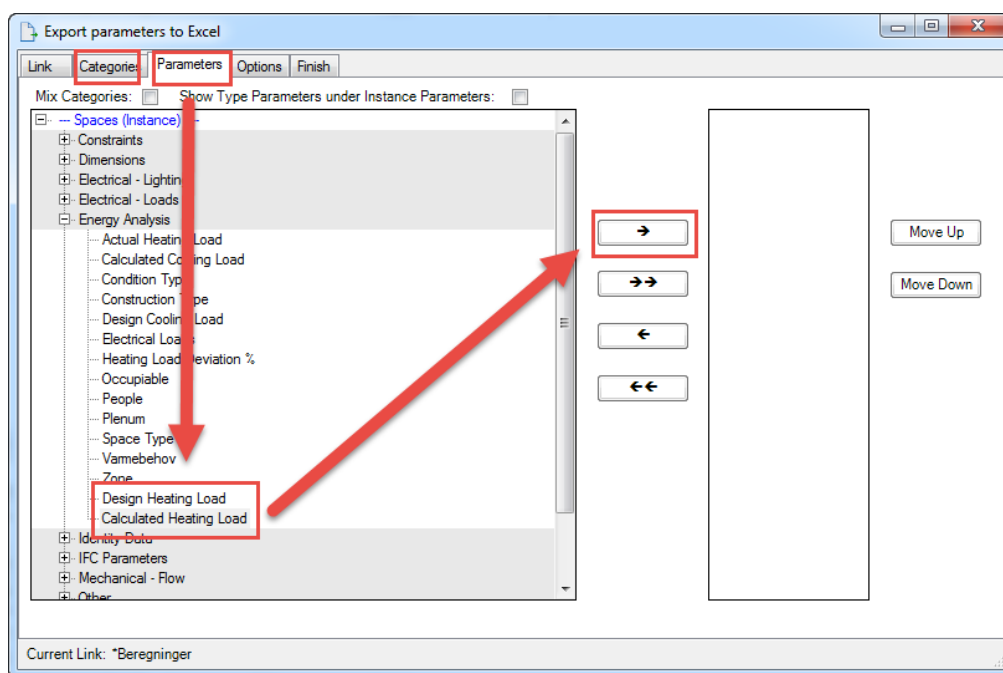 Export parameters to Excel
Link Categories Parameters Options Finish
Mix Categories: Show Type Parameters under Instance Parameters:
--- Spaces (Instance) ---
Constraints
Dimensions
Electrical - Lighting
Electrical - Loads
Energy Analysis
Actual Heating Load
Calculated Cooling Load
Condition Type
Construction Type
Design Cooling Load
Electrical Loads
Heating Load Deviation %
Occupiable
People
Plenum
Space Type
Varmebehov
Zone
Design Heating Load
Calculated Heating Load
Identity Data
IFC Parameters
Mechanical - Flow
Other
Move Up
Move Down
Current Link: *Beregninger